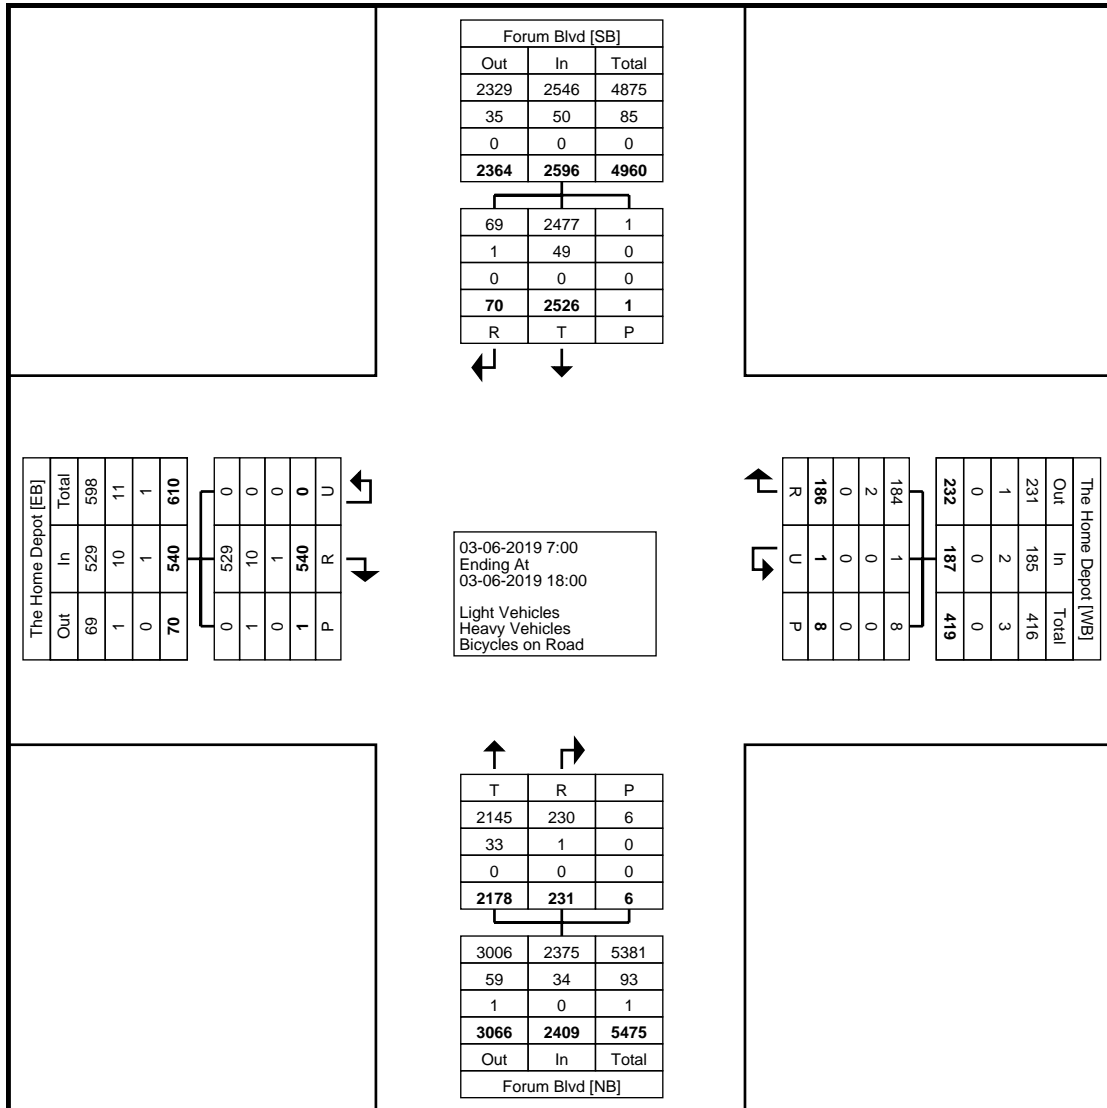 Forum Blvd [SB]
Out In Total
2329 2546 4875
35 50 85
0 0 0
2364 2596 4960
69 2477 1
1 49 0
0 0 0
70 2526 1
R T P
The Home Depot [EB]
Out In Total
69 529 598
1 10 11
0 1 1
70 540 610
0 529 0
1 10 0
0 1 0
1 540 0
P R U
03-06-2019 7:00
Ending At
03-06-2019 18:00
Light Vehicles
Heavy Vehicles
Bicycles on Road
The Home Depot [WB]
Out In Total
231 185 416
1 2 3
0 0 0
232 187 419
184 1 8
2 0 0
0 0 0
186 1 8
R U P
T R P
2145 230 6
33 1 0
0 0 0
2178 231 6
3006 2375 5381
59 34 93
1 0 1
3066 2409 5475
Out In Total
Forum Blvd [NB]